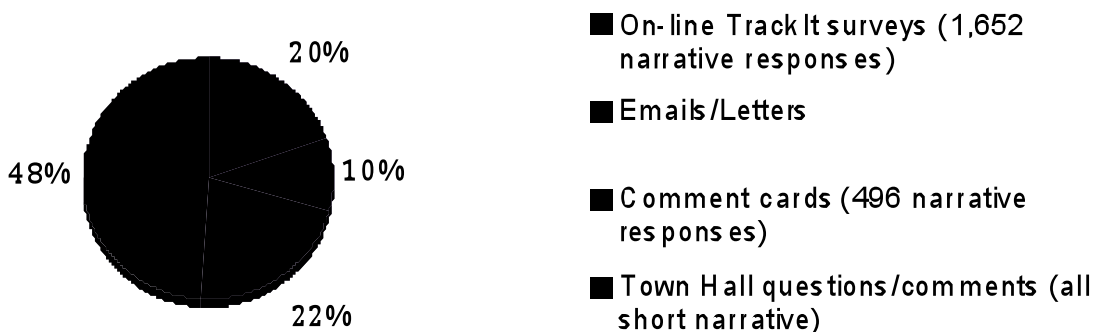 20%
10%
22%
48%
On-line TrackIt surveys (1,652
narrative responses)
Emails/Letters
Comment cards (496 narrative
responses)
Town Hall questions/comments (all
short narrative)